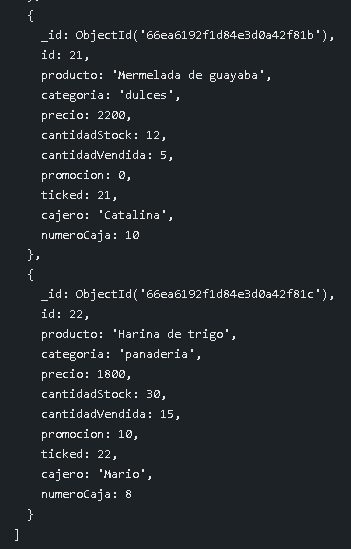 },
{
_id: ObjectId('66ea6192f1d84e3d0a42f81b'),
id: 21,
producto: 'Mermelada de guayaba',
categoria: 'dulces',
precio: 2200,
cantidadStock: 12,
cantidadVendida: 5,
promocion: 0,
ticked: 21,
cajero: 'Catalina',
numeroCaja: 10
},
{
_id: ObjectId('66ea6192f1d84e3d0a42f81c'),
id: 22,
producto: 'Harina de trigo',
categoria: 'panaderia',
precio: 1800,
cantidadStock: 30,
cantidadVendida: 15,
promocion: 10,
ticked: 22,
cajero: 'Mario',
numeroCaja: 8
}
]